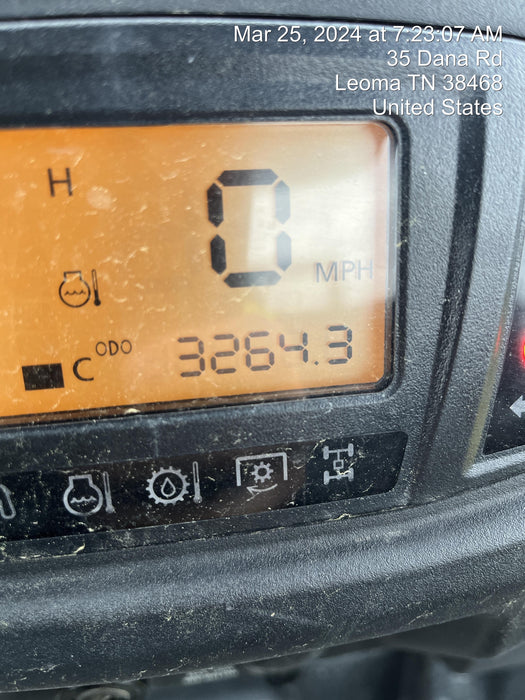 Mar 25, 2024 at 7:23:07 AM
35 Dana Rd
Leoma TN 38468
United States
H
0
MPH
C
ODO
3264.3